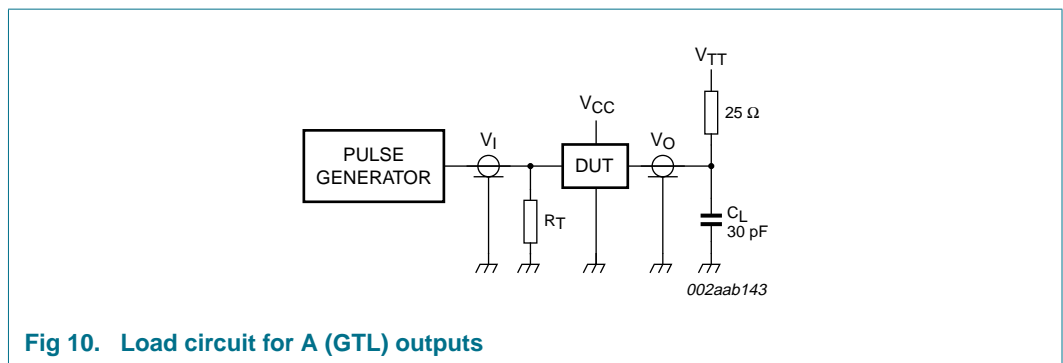 VTT
25 Ω
VCC
VI
VO
PULSE
GENERATOR
DUT
RT
CL
30 pF
002aab143
Fig 10. Load circuit for A (GTL) outputs